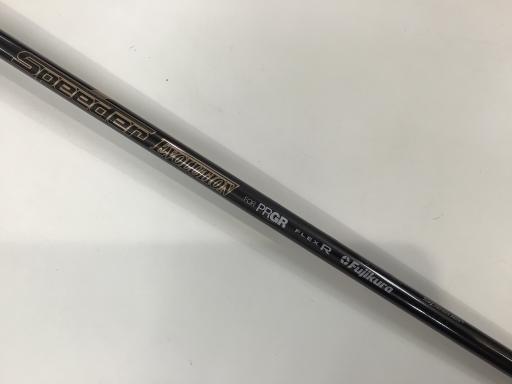 Speeder EVOLUTION FOR PRGR FLEX R Fujikura